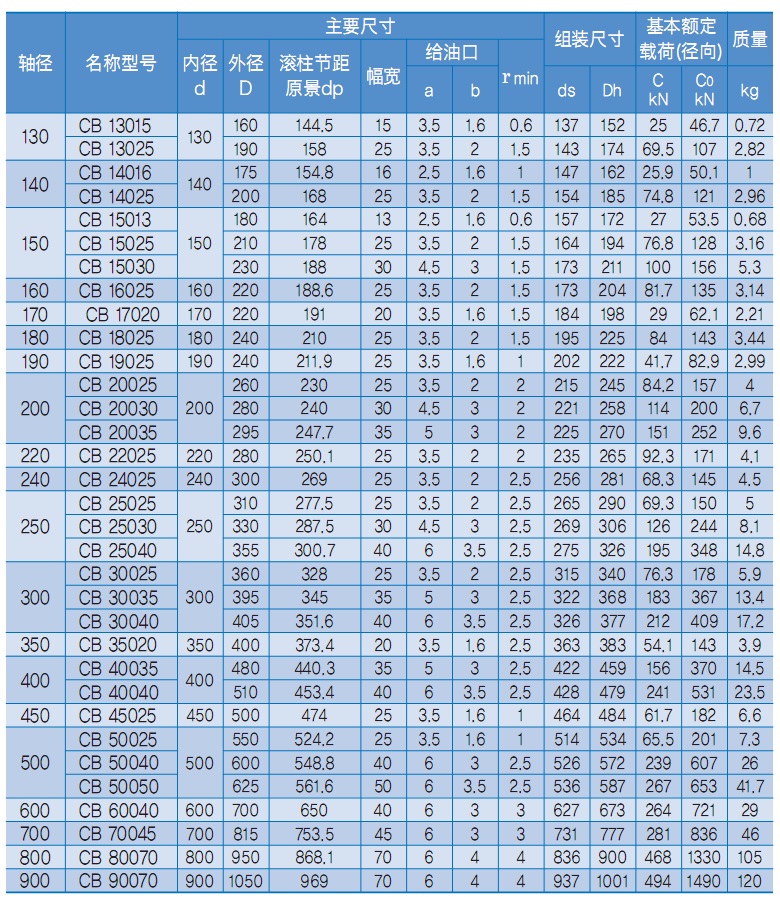 轴径 名称型号 主要尺寸 组装尺寸 基本额定载荷(径向) 质量
内径 d 外径 D 滚柱节距原景dp 幅宽 给油口 r min ds Dh C kN Co kN kg
a b
130 CB 13015 130 160 144.5 15 3.5 1.6 0.6 137 152 25 46.7 0.72
CB 13025 190 158 25 3.5 2 1.5 143 174 69.5 107 2.82
140 CB 14016 140 175 154.8 16 2.5 1.6 1 147 162 25.9 50.1 1
CB 14025 200 168 25 3.5 2 1.5 154 185 74.8 121 2.96
150 CB 15013 150 180 164 13 2.5 1.6 0.6 157 172 27 53.5 0.68
CB 15025 210 178 25 3.5 2 1.5 164 194 76.8 128 3.16
CB 15030 230 188 30 4.5 3 1.5 173 211 100 156 5.3
160 CB 16025 160 220 188.6 25 3.5 2 1.5 173 204 81.7 135 3.14
170 CB 17020 170 220 191 20 3.5 1.6 1.5 184 198 29 62.1 2.21
180 CB 18025 180 240 210 25 3.5 2 1.5 195 225 84 143 3.44
190 CB 19025 190 240 211.9 25 3.5 1.6 1 202 222 41.7 82.9 2.99
200 CB 20025 200 260 230 25 3.5 2 2 215 245 84.2 157 4
CB 20030 280 240 30 4.5 3 2 221 258 114 200 6.7
CB 20035 295 247.7 35 5 3 2 225 270 151 252 9.6
220 CB 22025 220 280 250.1 25 3.5 2 2 235 265 92.3 171 4.1
240 CB 24025 240 300 269 25 3.5 2 2.5 256 281 68.3 145 4.5
250 CB 25025 250 310 277.5 25 3.5 2 2.5 265 290 69.3 150 5
CB 25030 330 287.5 30 4.5 3 2.5 269 306 126 244 8.1
CB 25040 355 300.7 40 6 3.5 2.5 275 326 195 348 14.8
300 CB 30025 300 360 328 25 3.5 2 2.5 315 340 76.3 178 5.9
CB 30035 395 345 35 5 3 2.5 322 368 183 367 13.4
CB 30040 405 351.6 40 6 3.5 2.5 326 377 212 409 17.2
350 CB 35020 350 400 373.4 20 3.5 1.6 2.5 363 383 54.1 143 3.9
400 CB 40035 400 480 440.3 35 5 3 2.5 422 459 156 370 14.5
CB 40040 510 453.4 40 6 3.5 2.5 428 479 241 531 23.5
450 CB 45025 450 500 474 25 3.5 1.6 1 464 484 61.7 182 6.6
500 CB 50025 500 550 524.2 25 3.5 1.6 1 514 534 65.5 201 7.3
CB 50040 600 548.8 40 6 3 2.5 526 572 239 607 26
CB 50050 625 561.6 50 6 3.5 2.5 536 587 267 653 41.7
600 CB 60040 600 700 650 40 6 3 3 627 673 264 721 29
700 CB 70045 700 815 753.5 45 6 3 3 731 777 281 836 46
800 CB 80070 800 950 868.1 70 6 4 4 836 900 468 1330 105
900 CB 90070 900 1050 969 70 6 4 4 937 1001 494 1490 120